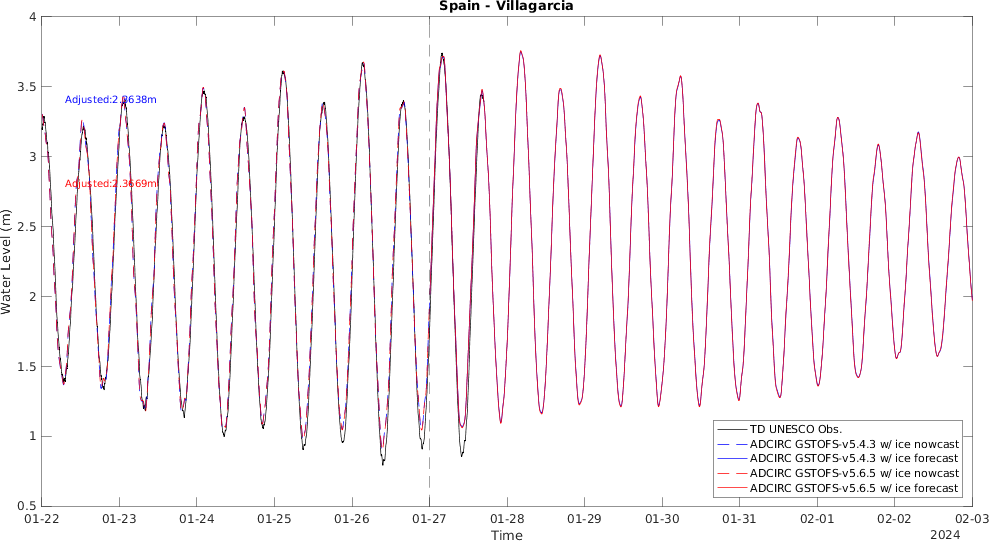 Spain - Villagarcia
4
3.5
3
2.5
2
1.5
1
0.5
Water Level (m)
Adjusted:2.3638m
Adjusted:2.3669m
TD UNESCO Obs.
ADCIRC GSTOFS-v5.4.3 w/ ice nowcast
ADCIRC GSTOFS-v5.4.3 w/ ice forecast
ADCIRC GSTOFS-v5.6.5 w/ ice nowcast
ADCIRC GSTOFS-v5.6.5 w/ ice forecast
01-22 01-23 01-24 01-25 01-26 01-27 01-28 01-29 01-30 01-31 02-01 02-02 02-03
Time
2024